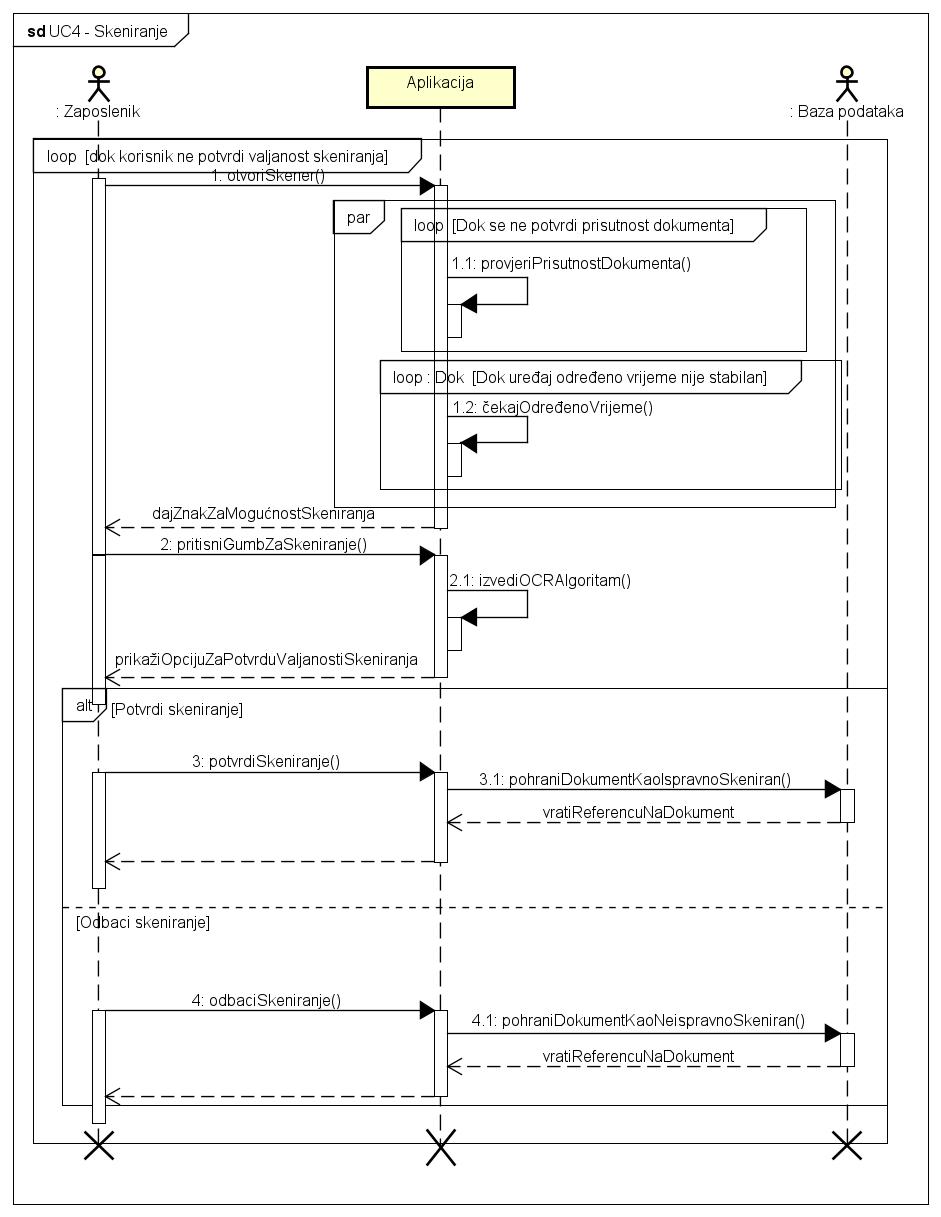 sd UC4 - Skeniranje
: Zaposlenik
Aplikacija
: Baza podataka
loop [dok korisnik ne potvrdi valjanost skeniranja]
1: otvoriSkener()
par
loop [Dok se ne potvrdi prisutnost dokumenta]
1.1: provjeriPrisutnostDokumenta()
loop : Dok [Dok uređaj određeno vrijeme nije stabilan]
1.2: čekajOdređenoVrijeme()
dajZnakZaMogućnostSkeniranja
2: pritisniGumbZaSkeniranje()
2.1: izvediOCRAlgoritam()
prikažiOpcijuZaPotvrduValjanostiSkeniranja
alt
[Potvrdi skeniranje]
3: potvrdiSkeniranje()
3.1: pohraniDokumentKaoIspravnoSkeniran()
vratiReferencuNaDokument
[Odbaci skeniranje]
4: odbaciSkeniranje()
4.1: pohraniDokumentKaoNeispravnoSkeniran()
vratiReferencuNaDokument